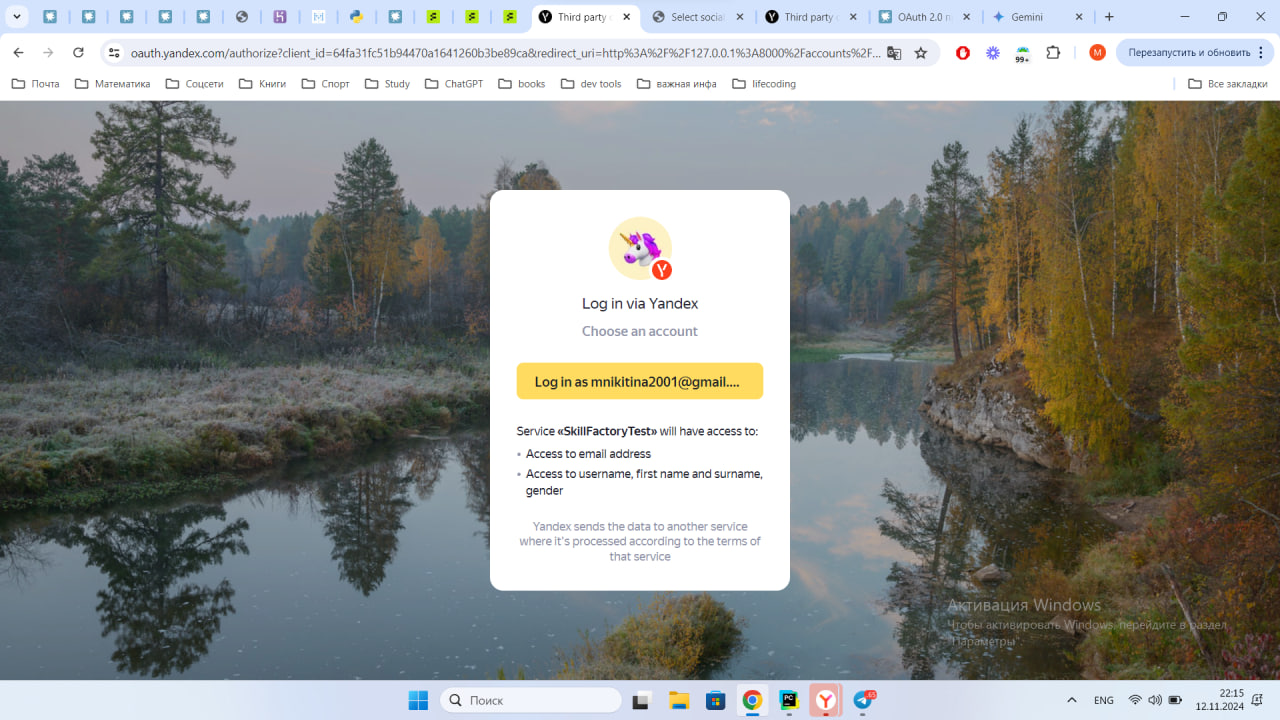 Third party
Select social
Third party
OAuth 2.0
Gemini
oauth.yandex.com/authorize?client_id=64fa31fc51b94470a1641260b3be89ca&redirect_uri=http%3A%2F%2F127.0.0.1%3A8000%2Faccounts%2F...
99+
M
Перезапустить и обновить
Почта
Математика
Соцсети
Книги
Спорт
Study
ChatGPT
books
dev tools
важная инфа
lifecoding
Все закладки
Log in via Yandex
Choose an account
Log in as mnikitina2001@gmail....
Service «SkillFactoryTest» will have access to:
• Access to email address
• Access to username, first name and surname,
gender
Yandex sends the data to another service
where it's processed according to the terms of
that service
Активация Windows
Чтобы активировать Windows, перейдите в раздел
"Параметры".
Поиск
PC
65
ENG
22:15
12.11.2024